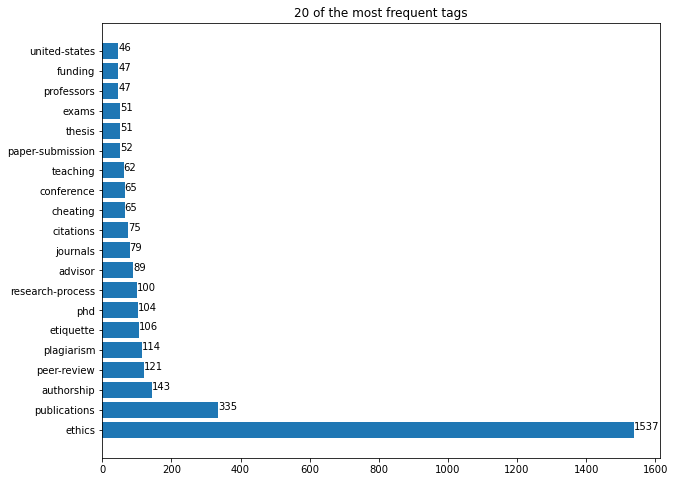 20 of the most frequent tags
united-states 46
funding 47
professors 47
exams 51
thesis 51
paper-submission 52
teaching 62
conference 65
cheating 65
citations 75
journals 79
advisor 89
research-process 100
phd 104
etiquette 106
plagiarism 114
peer-review 121
authorship 143
publications 335
ethics 1537
0 200 400 600 800 1000 1200 1400 1600